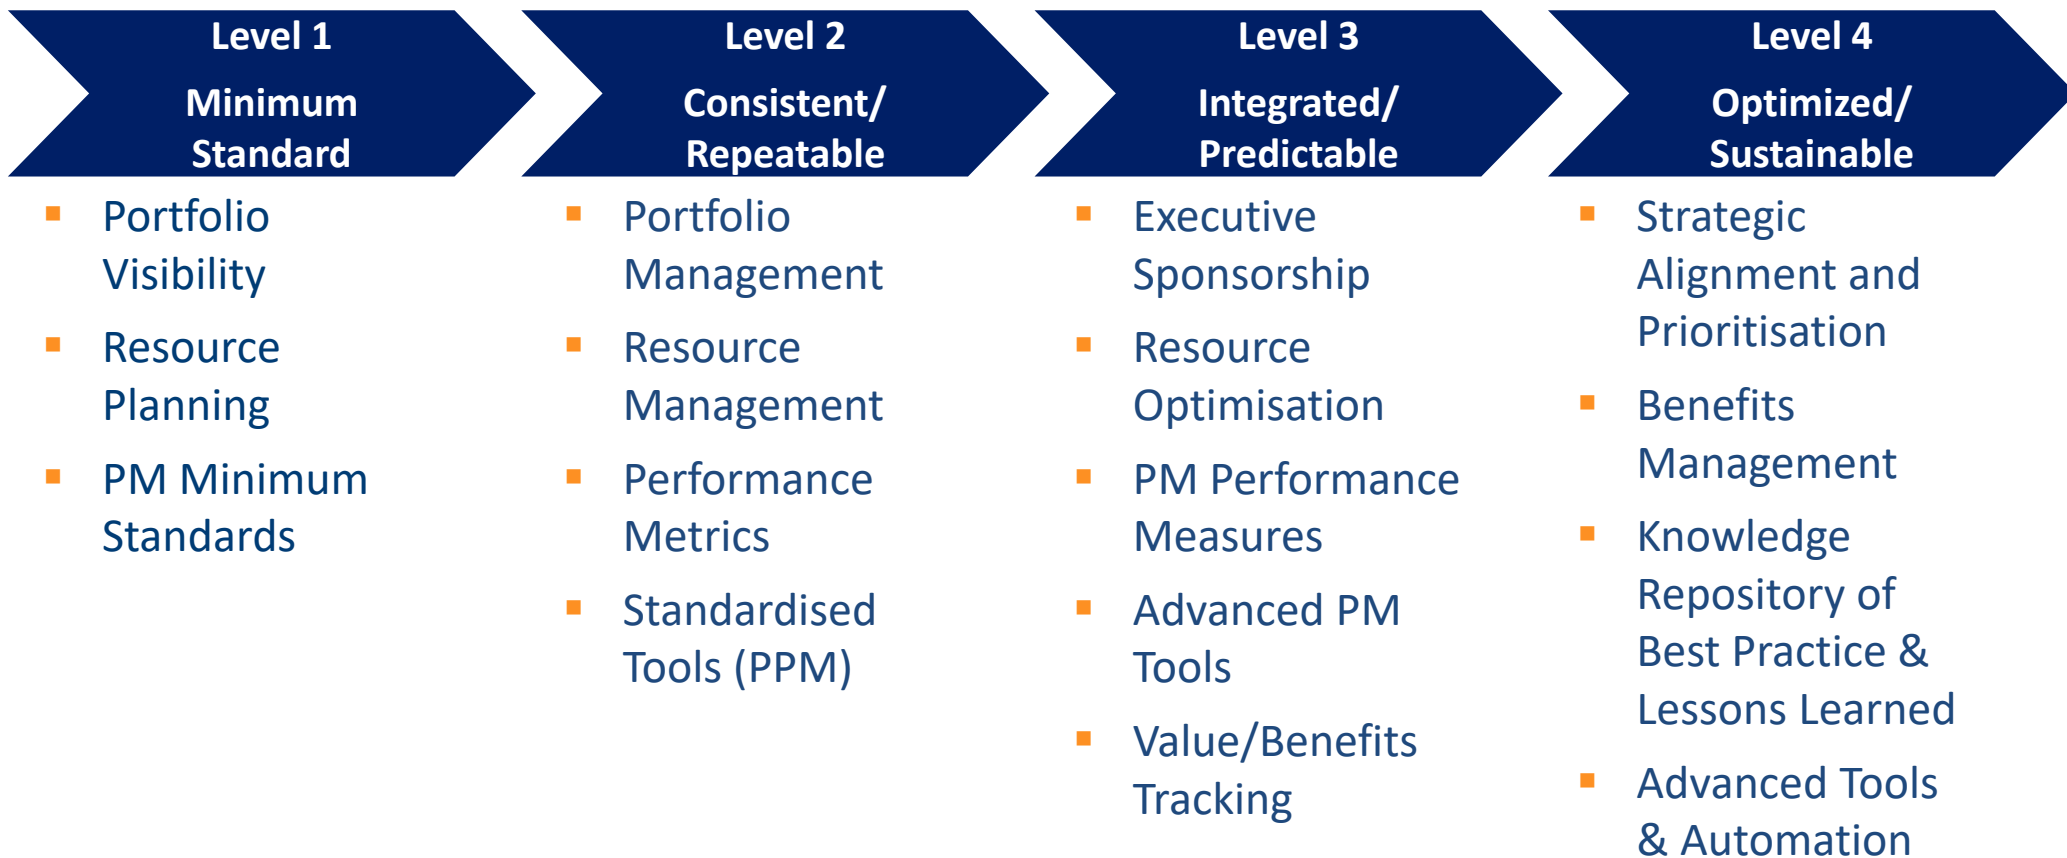 Level 1
Minimum
Standard
▪ Portfolio
Visibility
▪ Resource
Planning
▪ PM Minimum
Standards
Level 2
Consistent/
Repeatable
▪ Portfolio
Management
▪ Resource
Management
▪ Performance
Metrics
▪ Standardised
Tools (PPM)
Level 3
Integrated/
Predictable
▪ Executive
Sponsorship
▪ Resource
Optimisation
▪ PM Performance
Measures
▪ Advanced PM
Tools
▪ Value/Benefits
Tracking
Level 4
Optimized/
Sustainable
▪ Strategic
Alignment and
Prioritisation
▪ Benefits
Management
▪ Knowledge
Repository of
Best Practice &
Lessons Learned
▪ Advanced Tools
& Automation